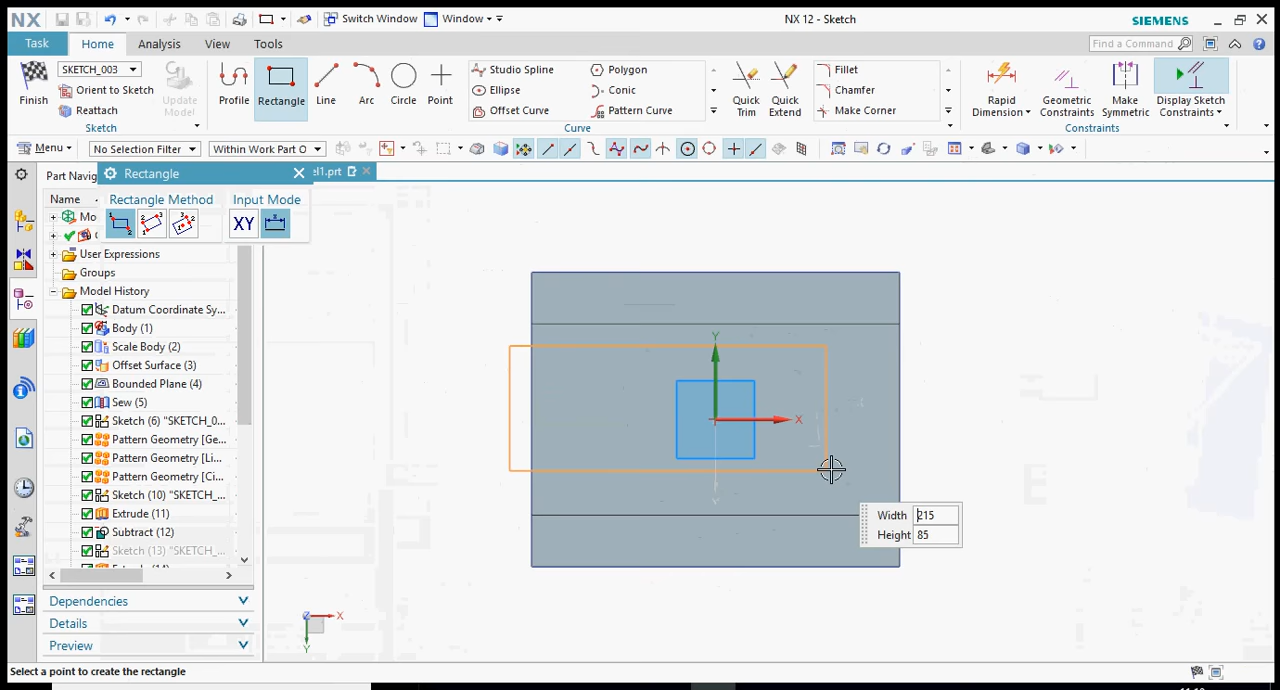 NX
Switch Window
Window
NX 12 - Sketch
SIEMENS
Task
Home
Analysis
View
Tools
Find a Command
SKETCH_003
Orient to Sketch
Reattach
Finish
Sketch
Update
Model
Profile
Rectangle
Line
Arc
Circle
Point
Studio Spline
Polygon
Ellipse
Conic
Offset Curve
Pattern Curve
Curve
Quick
Trim
Quick
Extend
Fillet
Chamfer
Make Corner
Rapid
Dimension
Geometric
Constraints
Make
Symmetric
Display Sketch
Constraints
Constraints
Menu
No Selection Filter
Within Work Part O
Part Navig
Rectangle
el1.prt
Name
Rectangle Method
Input Mode
XY
Mo
User Expressions
Groups
Model History
Datum Coordinate Sy...
Body (1)
Scale Body (2)
Offset Surface (3)
Bounded Plane (4)
Sew (5)
Sketch (6) "SKETCH_0...
Pattern Geometry [Ge...
Pattern Geometry [Li...
Pattern Geometry [Ci...
Sketch (10) "SKETCH_...
Extrude (11)
Subtract (12)
Sketch (13) "SKETCH_...
Dependencies
Details
Preview
Y
X
Width 215
Height 85
Z
X
Y
Select a point to create the rectangle